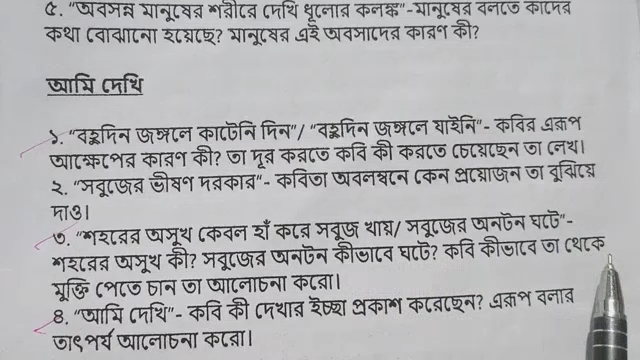 ৫. "অবসন্ন মানুষের শরীরে দেখি ধূলোর কলঙ্ক"-মানুষের বলতে কাদের
কথা বোঝানো হয়েছে? মানুষের এই অবসাদের কারণ কী?
আমি দেখি
১. "বহুদিন জঙ্গলে কাটেনি দিন"/ "বহুদিন জঙ্গলে যাইনি"- কবির এরূপ
আক্ষেপের কারণ কী? তা দূর করতে কবি কী করতে চেয়েছেন তা লেখ।
২. "সবুজের ভীষণ দরকার"- কবিতা অবলম্বনে কেন প্রয়োজন তা বুঝিয়ে
দাও।
৩. "শহরের অসুখ কেবল হাঁ করে সবুজ খায়/ সবুজের অনটন ঘটে"-
শহরের অসুখ কী? সবুজের অনটন কীভাবে ঘটে? কবি কীভাবে তা থেকে
মুক্তি পেতে চান তা আলোচনা করো।
৪. "আমি দেখি"- কবি কী দেখার ইচ্ছা প্রকাশ করেছেন? এরূপ বলার
তাৎপর্য আলোচনা করো।